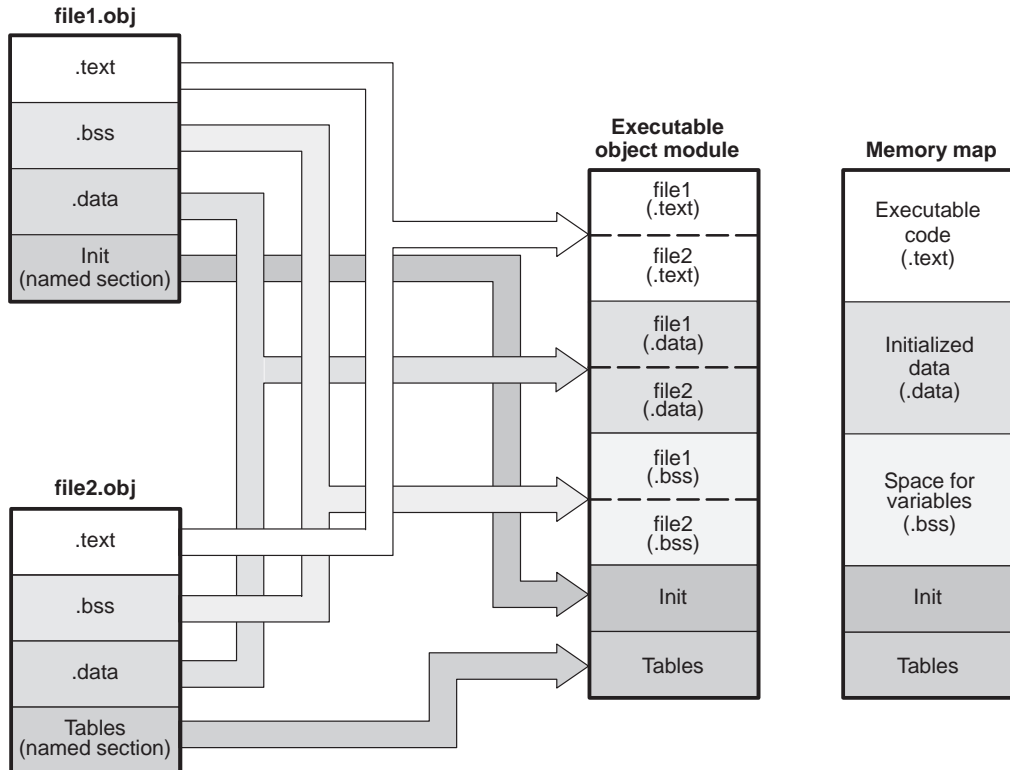 file1.obj
.text
.bss
.data
Init
(named section)
file2.obj
.text
.bss
.data
Tables
(named section)
Executable
object module
file1
(.text)
file2
(.text)
file1
(.data)
file2
(.data)
file1
(.bss)
file2
(.bss)
Init
Tables
Memory map
Executable
code
(.text)
Initialized
data
(.data)
Space for
variables
(.bss)
Init
Tables